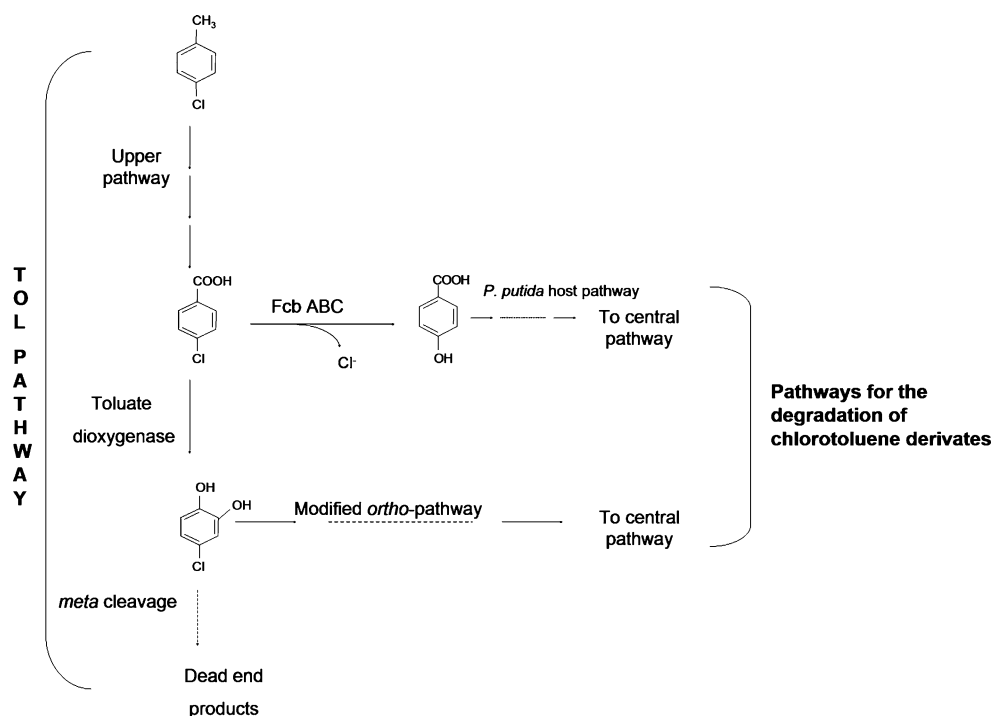 CH3
Cl
Upper
pathway
TOL PATHWAY
COOH
Cl
Fcb ABC
Cl-
COOH
OH
P. putida host pathway
To central
pathway
Toluate
dioxygenase
Pathways for the
degradation of
chlorotoluene derivates
OH
OH
Cl
Modified ortho-pathway
To central
pathway
meta cleavage
Dead end
products